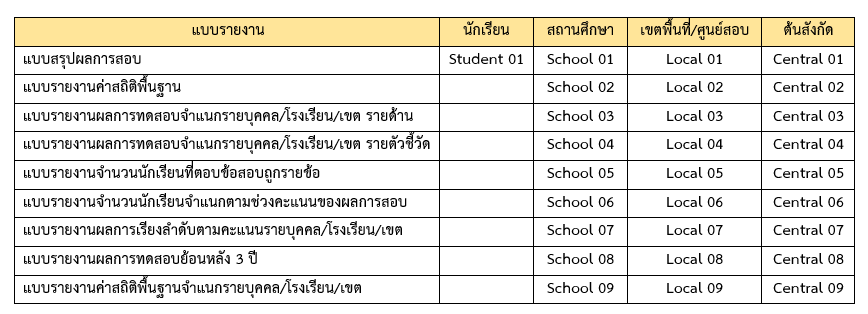 แบบรายงาน นักเรียน สถานศึกษา เขตพื้นที่/ศูนย์สอบ ต้นสังกัด
แบบสรุปผลการสอบ Student 01 School 01 Local 01 Central 01
แบบรายงานค่าสถิติพื้นฐาน School 02 Local 02 Central 02
แบบรายงานผลการทดสอบจำแนกรายบุคคล/โรงเรียน/เขต รายด้าน School 03 Local 03 Central 03
แบบรายงานผลการทดสอบจำแนกรายบุคคล/โรงเรียน/เขต รายตัวชี้วัด School 04 Local 04 Central 04
แบบรายงานจำนวนนักเรียนที่ตอบข้อสอบถูกรายข้อ School 05 Local 05 Central 05
แบบรายงานจำนวนนักเรียนจำแนกตามช่วงคะแนนของผลการสอบ School 06 Local 06 Central 06
แบบรายงานผลการเรียงลำดับตามคะแนนรายบุคคล/โรงเรียน/เขต School 07 Local 07 Central 07
แบบรายงานผลการทดสอบย้อนหลัง 3 ปี School 08 Local 08 Central 08
แบบรายงานค่าสถิติพื้นฐานจำแนกรายบุคคล/โรงเรียน/เขต School 09 Local 09 Central 09